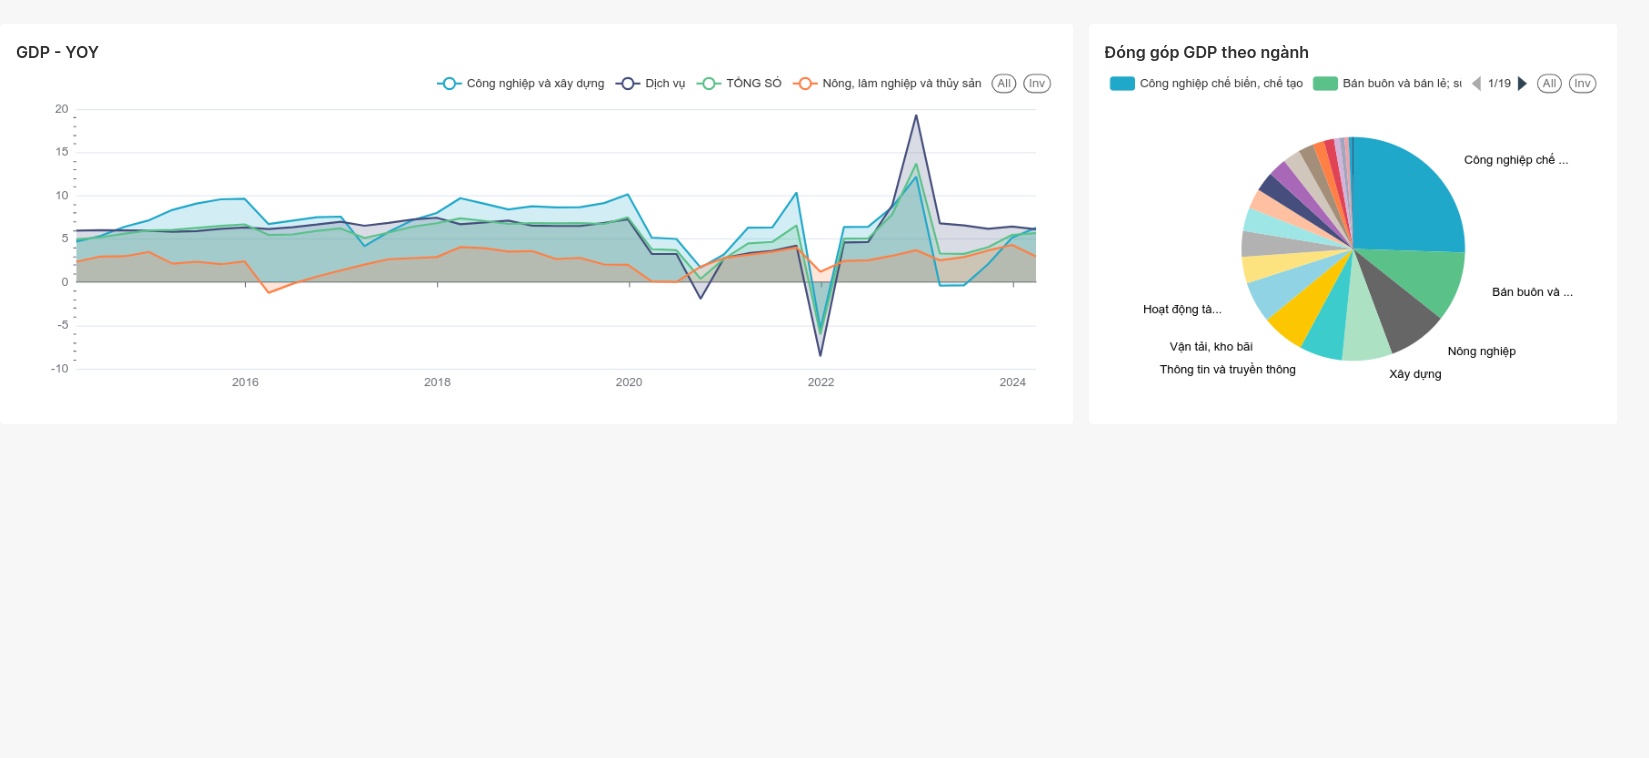 GDP - YOY
Công nghiệp và xây dựng Dịch vụ TỔNG SỐ Nông, lâm nghiệp và thủy sản All Inv
20
15
10
5
0
-5
-10
2016 2018 2020 2022 2024
Đóng góp GDP theo ngành
Công nghiệp chế biến, chế tạo Bán buôn và bán lẻ; sử 1/19 All Inv
Công nghiệp chế ...
Bán buôn và ...
Hoạt động tà...
Vận tải, kho bãi
Nông nghiệp
Thông tin và truyền thông
Xây dựng